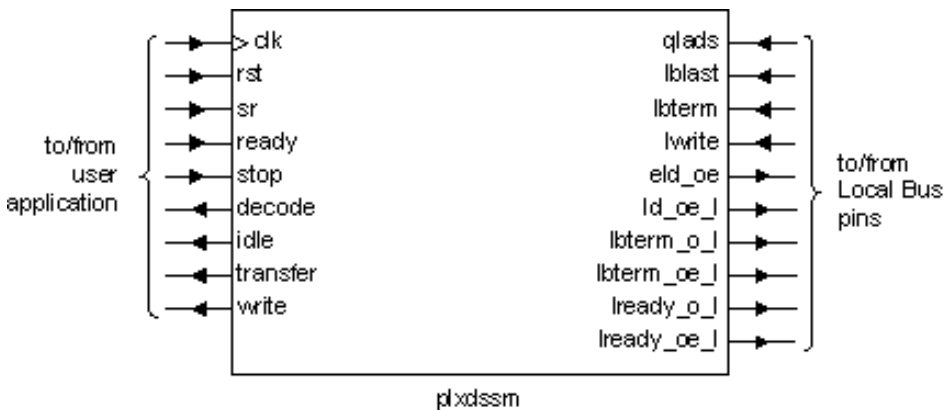 clk
rst
sr
ready
stop
decode
idle
transfer
write
to/from
user
application
qlads
lblast
lbterm
lwrite
eld_oe
ld_oe_l
lbterm_o_l
lbterm_oe_l
lready_o_l
lready_oe_l
to/from
Local Bus
pins
plxdssm